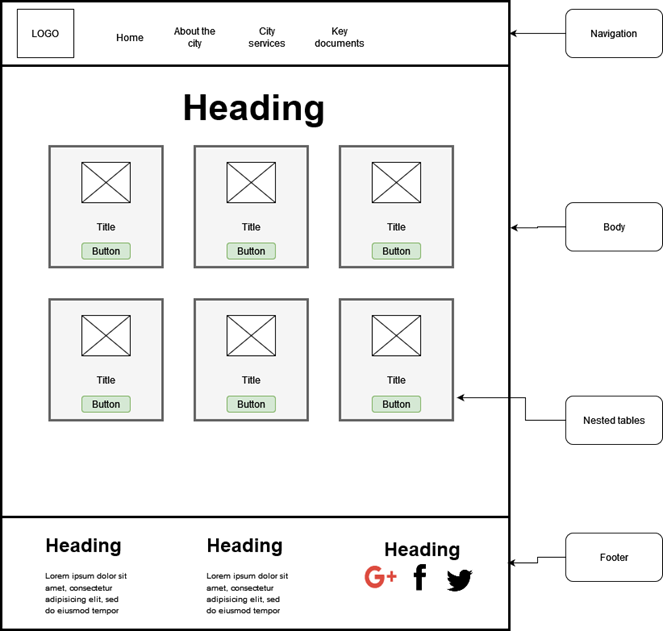 LOGO
Home
About the
city
City
services
Key
documents
Navigation
Heading
Title
Button
Title
Button
Title
Button
Body
Title
Button
Title
Button
Title
Button
Nested tables
Heading
Lorem ipsum dolor sit
amet, consectetur
adipisicing elit, sed
do eiusmod tempor
Heading
Lorem ipsum dolor sit
amet, consectetur
adipisicing elit, sed
do eiusmod tempor
Heading
G+
f
Footer